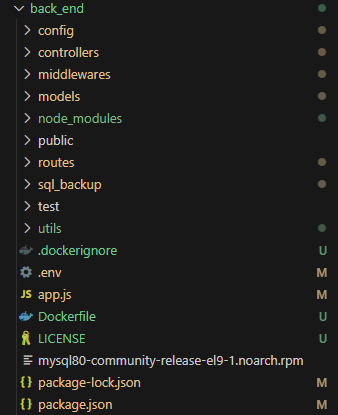 back_end
config
controllers
middlewares
models
node_modules
public
routes
sql_backup
test
utils
.dockerignore U
.env M
JS app.js M
Dockerfile U
LICENSE U
mysql80-community-release-el9-1.noarch.rpm
{} package-lock.json M
{} package.json M